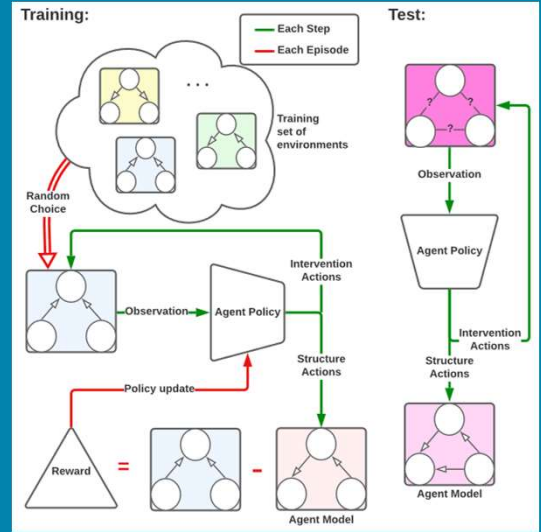 Training:
Each Step
Each Episode
. . .
Training
set of
environments
Random
Choice
Observation
Agent Policy
Intervention
Actions
Structure
Actions
Policy update
Reward
=
-
Agent Model
Test:
?
?
?
Observation
Agent Policy
Intervention
Actions
Structure
Actions
Agent Model